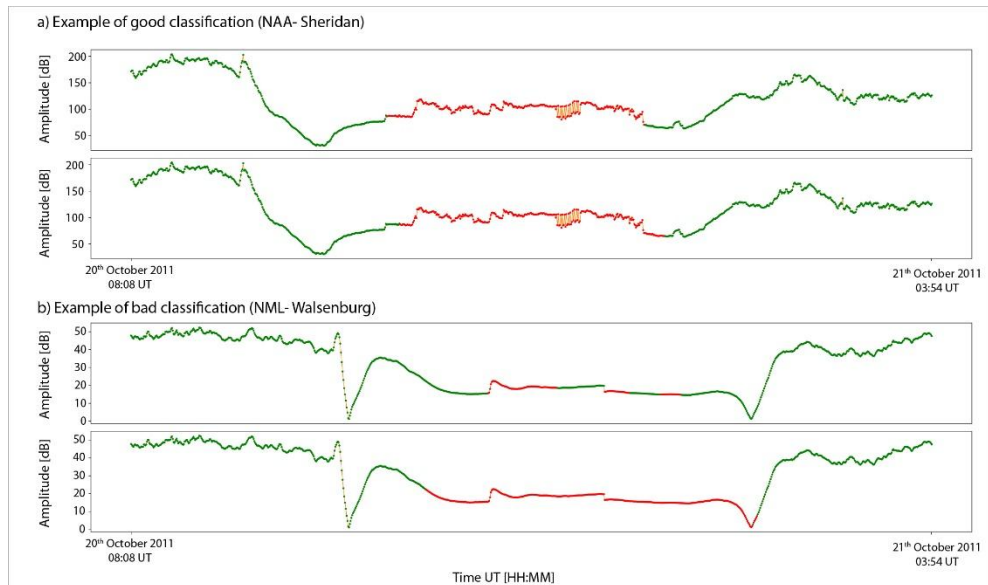 a) Example of good classification (NAA- Sheridan)
Amplitude [dB]
200
150
100
50
Amplitude [dB]
200
150
100
50
20th October 2011
08:08 UT
21th October 2011
03:54 UT
b) Example of bad classification (NML- Walsenburg)
Amplitude [dB]
50
40
30
20
10
0
Amplitude [dB]
50
40
30
20
10
0
20th October 2011
08:08 UT
21th October 2011
03:54 UT
Time UT [HH:MM]